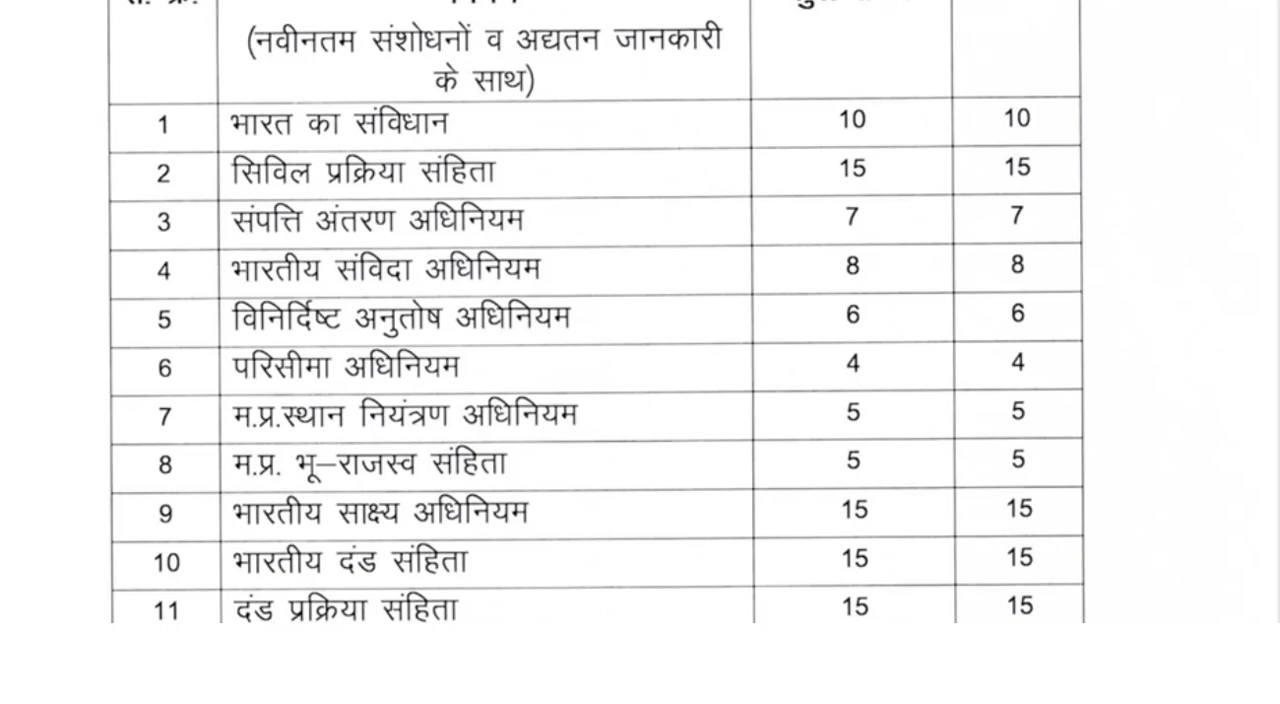 (नवीनतम संशोधनों व अद्यतन जानकारी
के साथ)
1 भारत का संविधान 10 10
2 सिविल प्रक्रिया संहिता 15 15
3 संपत्ति अंतरण अधिनियम 7 7
4 भारतीय संविदा अधिनियम 8 8
5 विनिर्दिष्ट अनुतोष अधिनियम 6 6
6 परिसीमा अधिनियम 4 4
7 म.प्र.स्थान नियंत्रण अधिनियम 5 5
8 म.प्र. भू–राजस्व संहिता 5 5
9 भारतीय साक्ष्य अधिनियम 15 15
10 भारतीय दंड संहिता 15 15
11 दंड प्रक्रिया संहिता 15 15